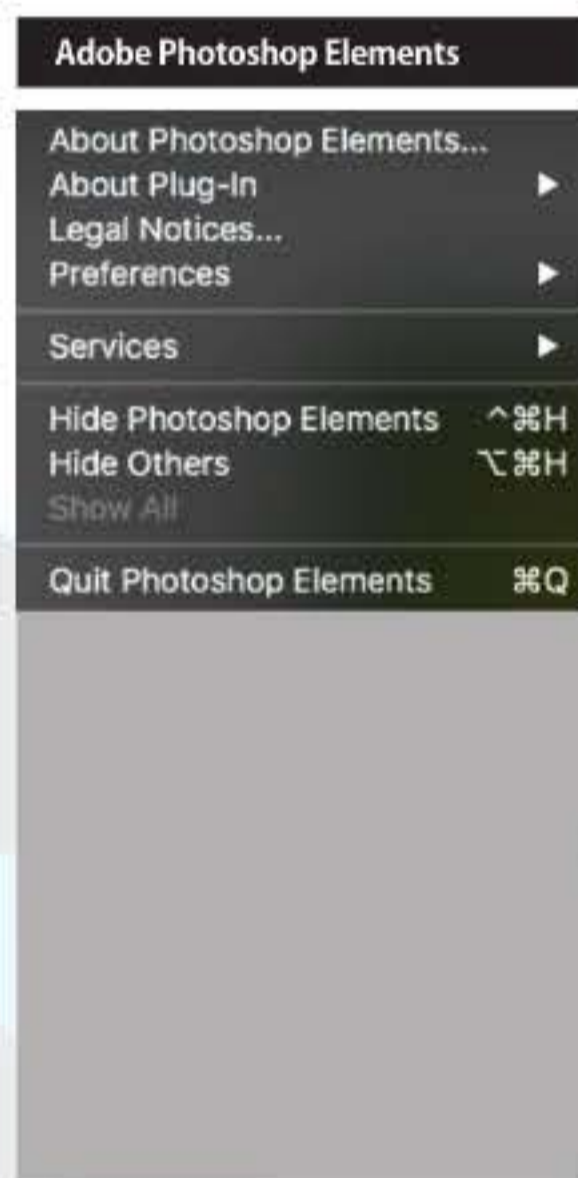 Adobe Photoshop Elements
About Photoshop Elements...
About Plug-In ▶
Legal Notices...
Preferences ▶
Services ▶
Hide Photoshop Elements ^⌘H
Hide Others ⌥⌘H
Show All
Quit Photoshop Elements ⌘Q